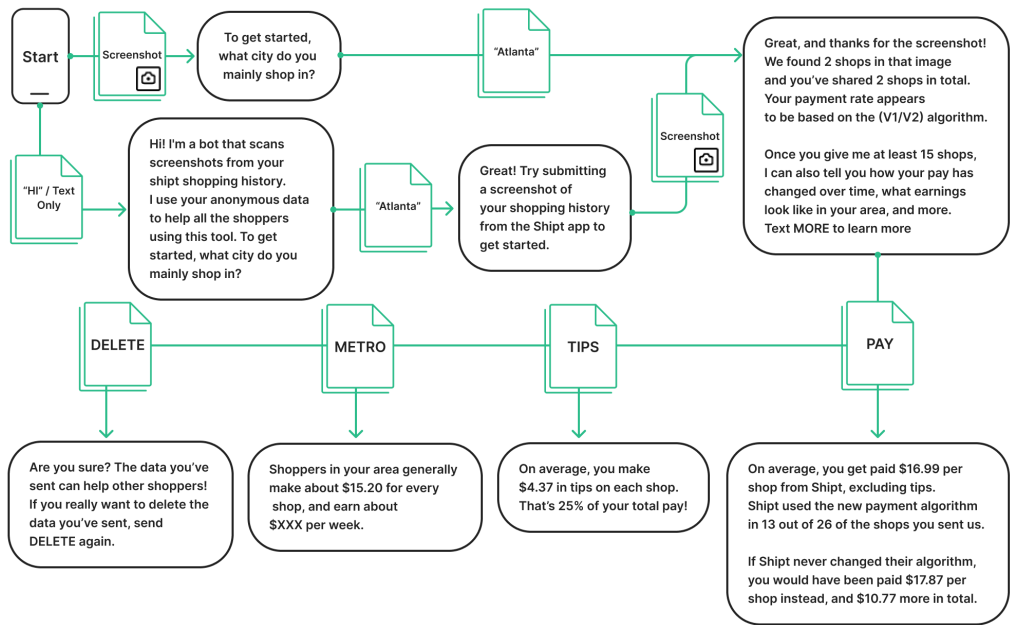 Start
Screenshot
To get started,
what city do you
mainly shop in?
“Atlanta”
Great, and thanks for the screenshot!
We found 2 shops in that image
and you’ve shared 2 shops in total.
Your payment rate appears
to be based on the (V1/V2) algorithm.
Once you give me at least 15 shops,
I can also tell you how your pay has
changed over time, what earnings
look like in your area, and more.
Text MORE to learn more
“HI” / Text
Only
Hi! I'm a bot that scans
screenshots from your
shipt shopping history.
I use your anonymous data
to help all the shoppers
using this tool. To get
started, what city do you
mainly shop in?
“Atlanta”
Great! Try submitting
a screenshot of
your shopping history
from the Shipt app to
get started.
Screenshot
DELETE
METRO
TIPS
PAY
Are you sure? The data you’ve
sent can help other shoppers!
If you really want to delete the
data you’ve sent, send
DELETE again.
Shoppers in your area generally
make about $15.20 for every
shop, and earn about
$XXX per week.
On average, you make
$4.37 in tips on each shop.
That’s 25% of your total pay!
On average, you get paid $16.99 per
shop from Shipt, excluding tips.
Shipt used the new payment algorithm
in 13 out of 26 of the shops you sent us.
If Shipt never changed their algorithm,
you would have been paid $17.87 per
shop instead, and $10.77 more in total.